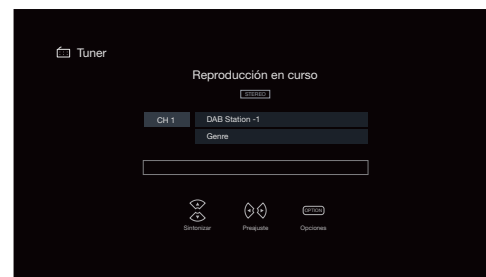 Tuner
Reproducción en curso
STEREO
CH 1
DAB Station -1
Genre
OPTION
Sintonizar
Preajuste
Opciones